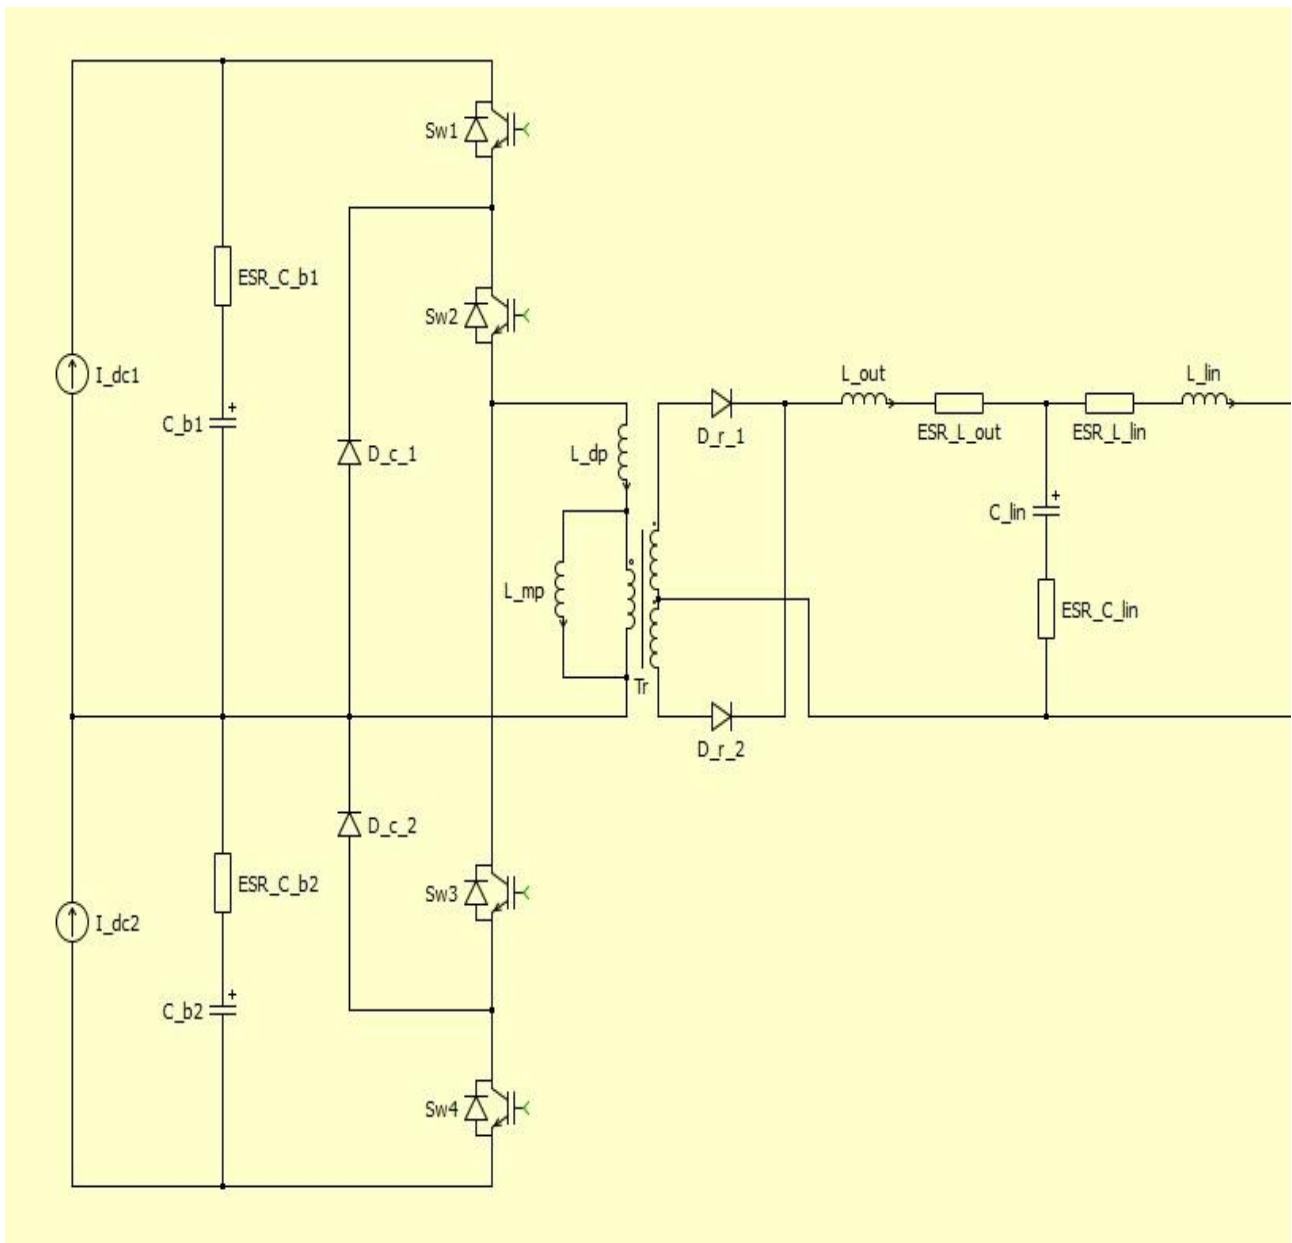 Sw1
ESR_C_b1
Sw2
I_dc1
C_b1
+
D_c_1
L_dp
D_r_1
L_out
ESR_L_out
L_lin
ESR_L_lin
+
C_lin
L_mp
ESR_C_lin
Tr
D_r_2
D_c_2
ESR_C_b2
Sw3
I_dc2
+
C_b2
Sw4